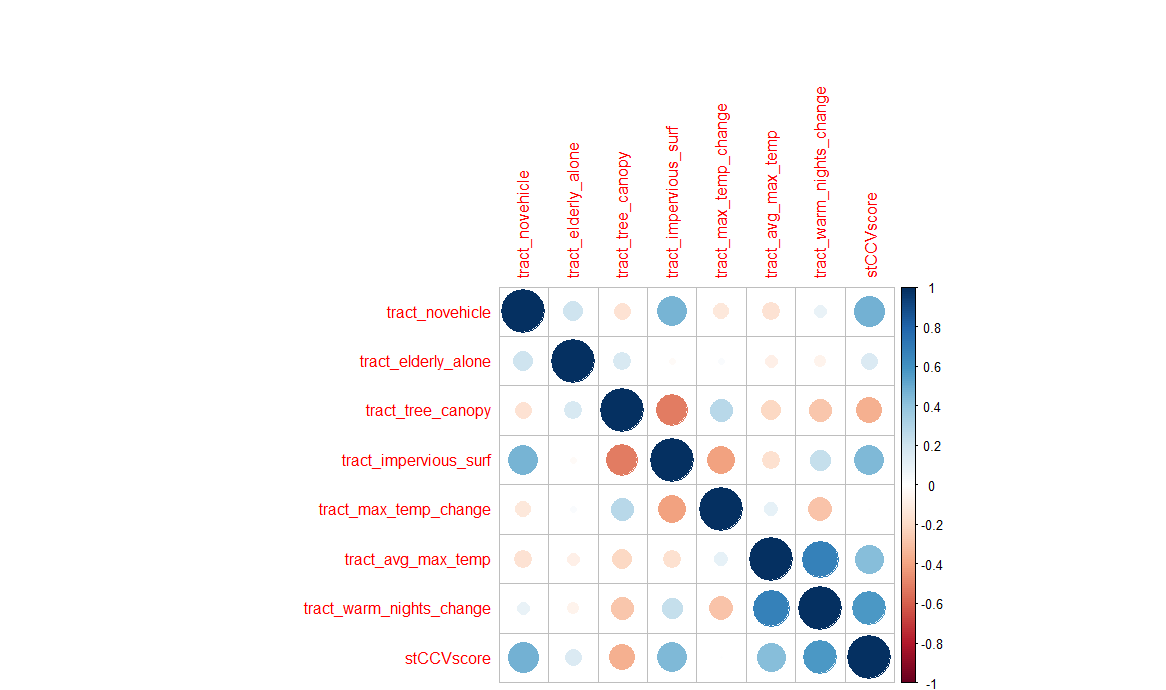 tract_novehicle
tract_elderly_alone
tract_tree_canopy
tract_impervious_surf
tract_max_temp_change
tract_avg_max_temp
tract_warm_nights_change
stCCVscore
tract_novehicle
tract_elderly_alone
tract_tree_canopy
tract_impervious_surf
tract_max_temp_change
tract_avg_max_temp
tract_warm_nights_change
stCCVscore
1
0.8
0.6
0.4
0.2
0
-0.2
-0.4
-0.6
-0.8
-1